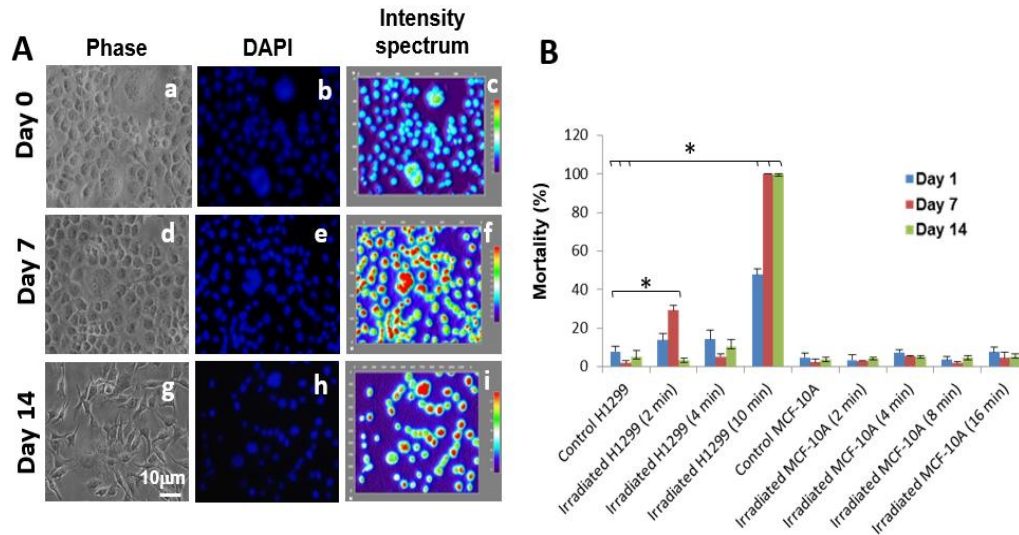 A
Phase
DAPI
Intensity
spectrum
Day 0
a
b
c
Day 7
d
e
f
Day 14
g
h
i
10µm
B
Mortality (%)
120
100
80
60
40
20
0
*
*
Day 1
Day 7
Day 14
Control H1299
Irradiated H1299 (2 min)
Irradiated H1299 (4 min)
Irradiated H1299 (10 min)
Control MCF-10A
Irradiated MCF-10A (2 min)
Irradiated MCF-10A (4 min)
Irradiated MCF-10A (8 min)
Irradiated MCF-10A (16 min)